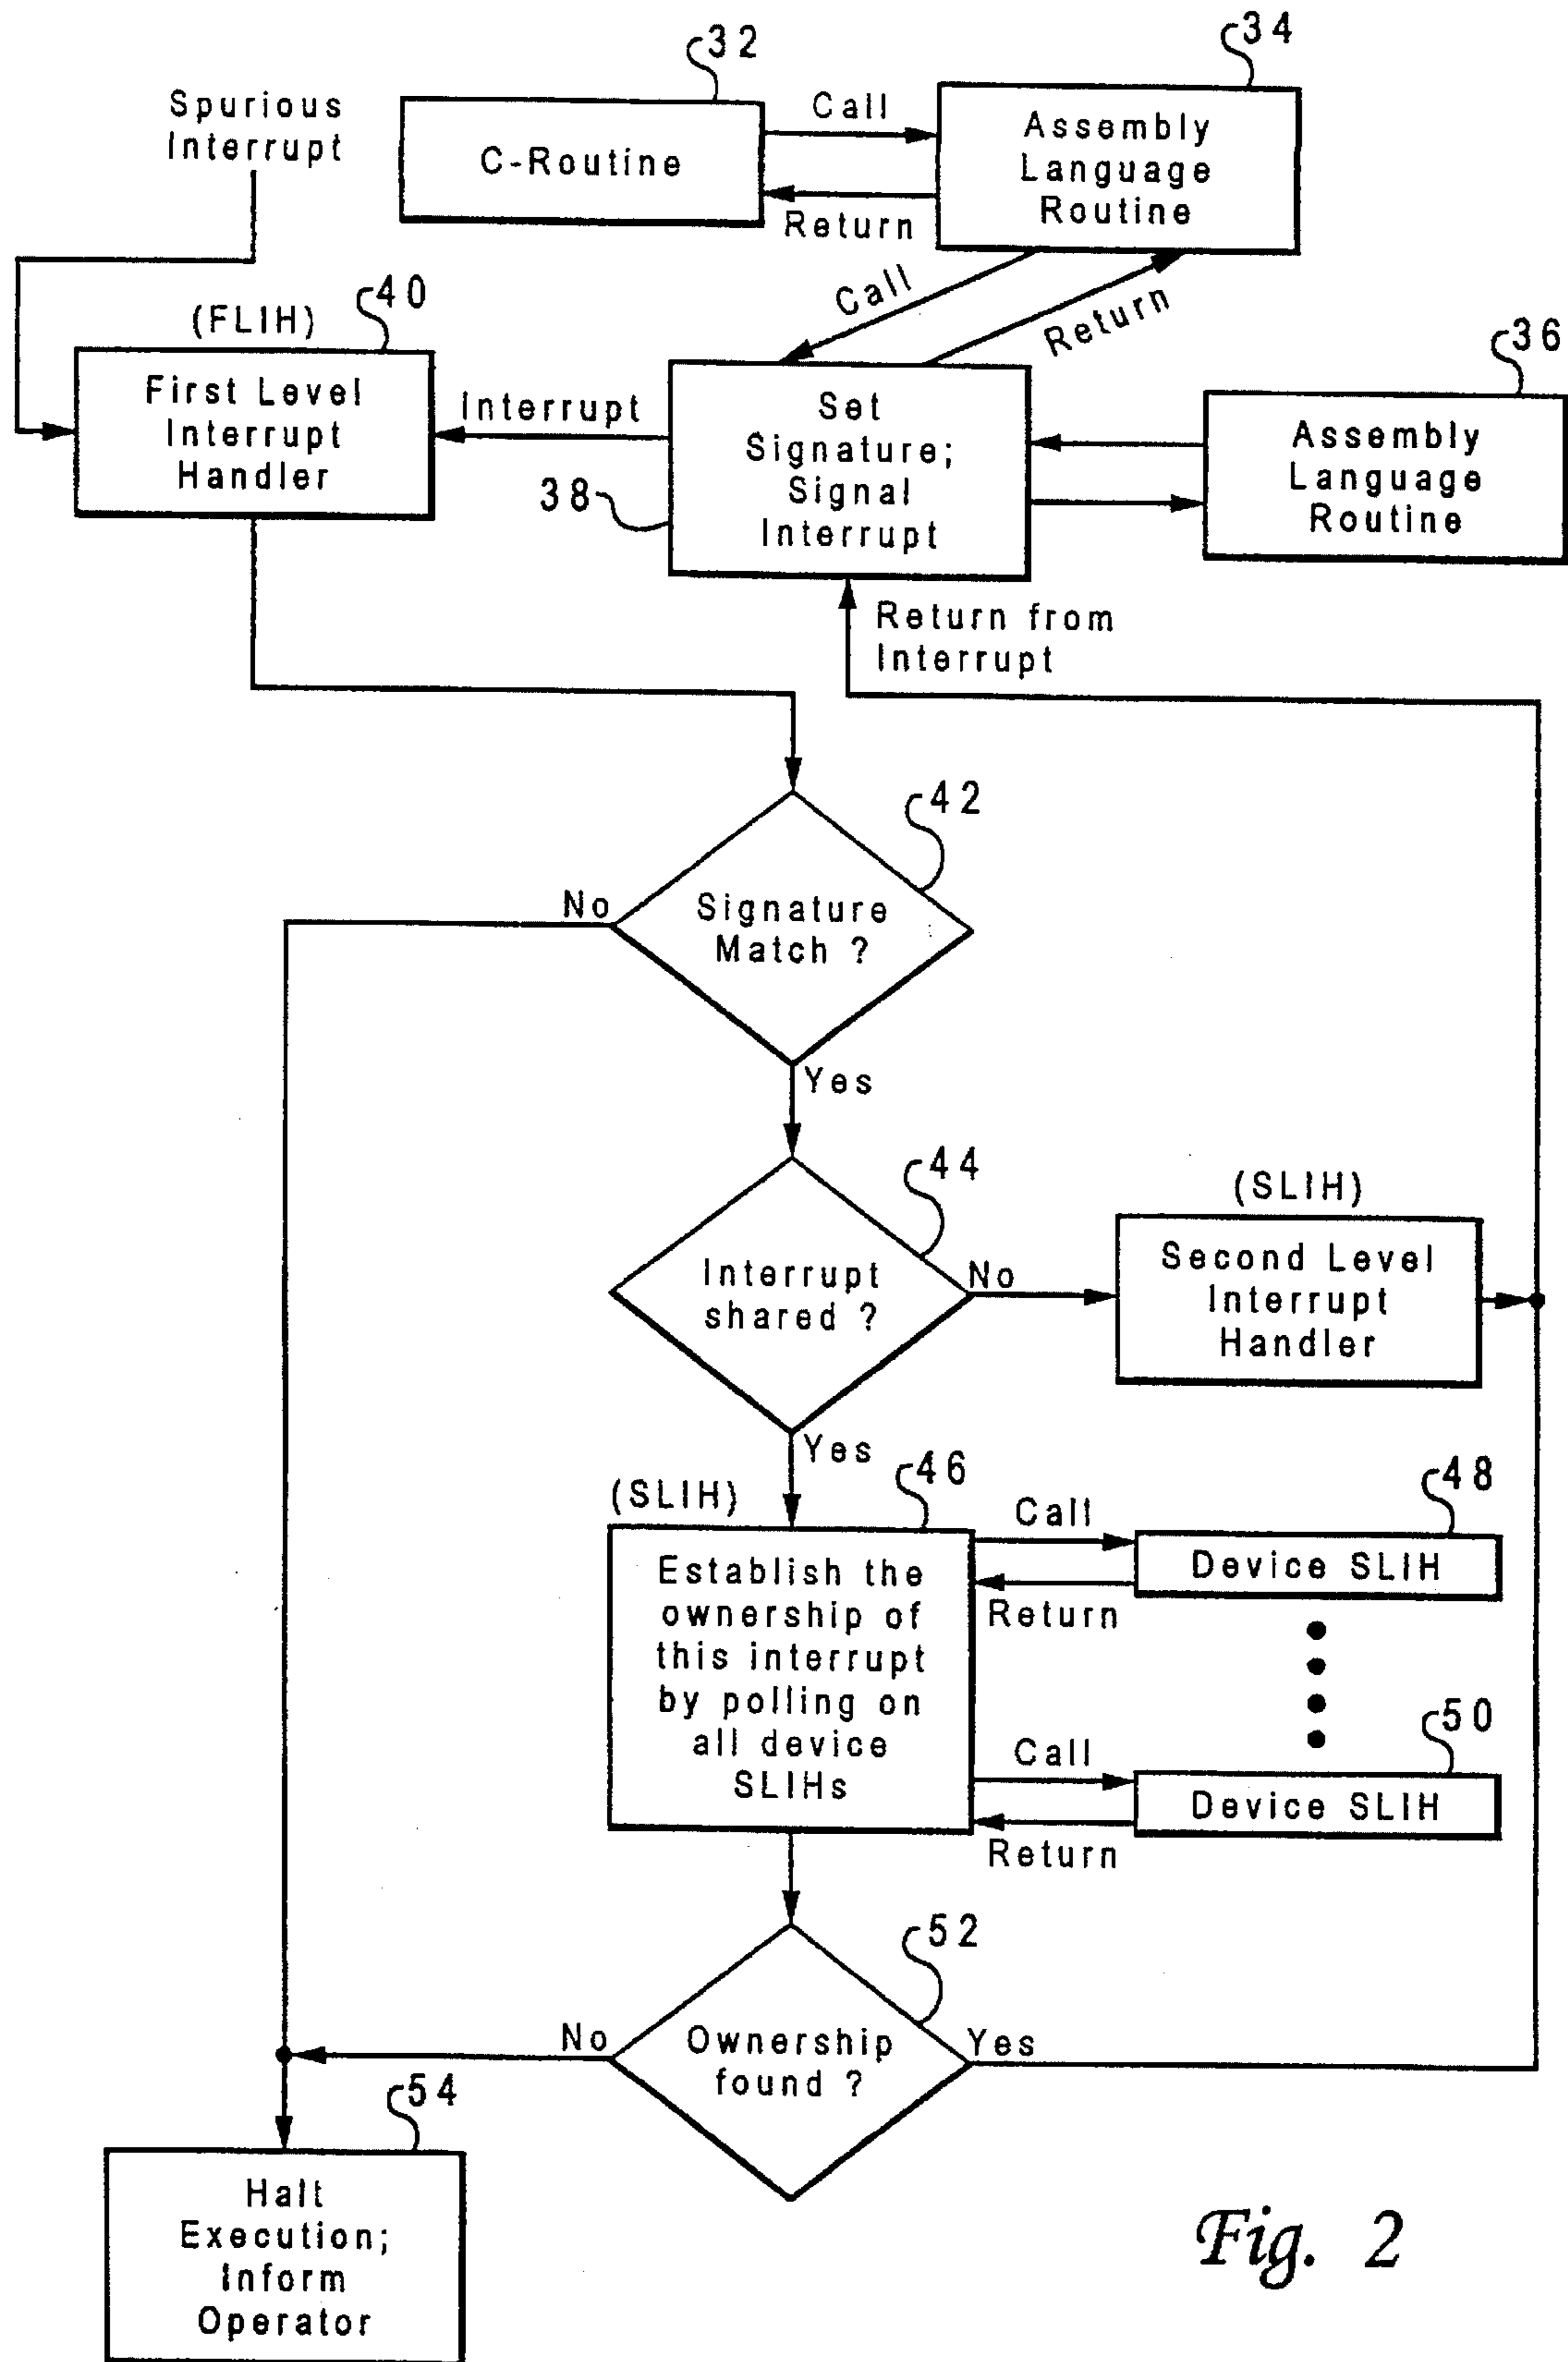 32
34
Spurious
Interrupt
C-Routine
Call
Return
Assembly
Language
Routine
Call
Return
40
(FLIH)
First Level
Interrupt
Handler
Interrupt
Set
Signature;
Signal
Interrupt
38
36
Assembly
Language
Routine
Return from
Interrupt
42
No
Signature
Match ?
Yes
44
Interrupt
shared ?
No
(SLIH)
Second Level
Interrupt
Handler
Yes
(SLIH)
46
Establish the
ownership of
this interrupt
by polling on
all device
SLIHs
Call
Return
48
Device SLIH
Call
Return
50
Device SLIH
52
No
Ownership
found ?
Yes
54
Halt
Execution;
Inform
Operator
Fig. 2